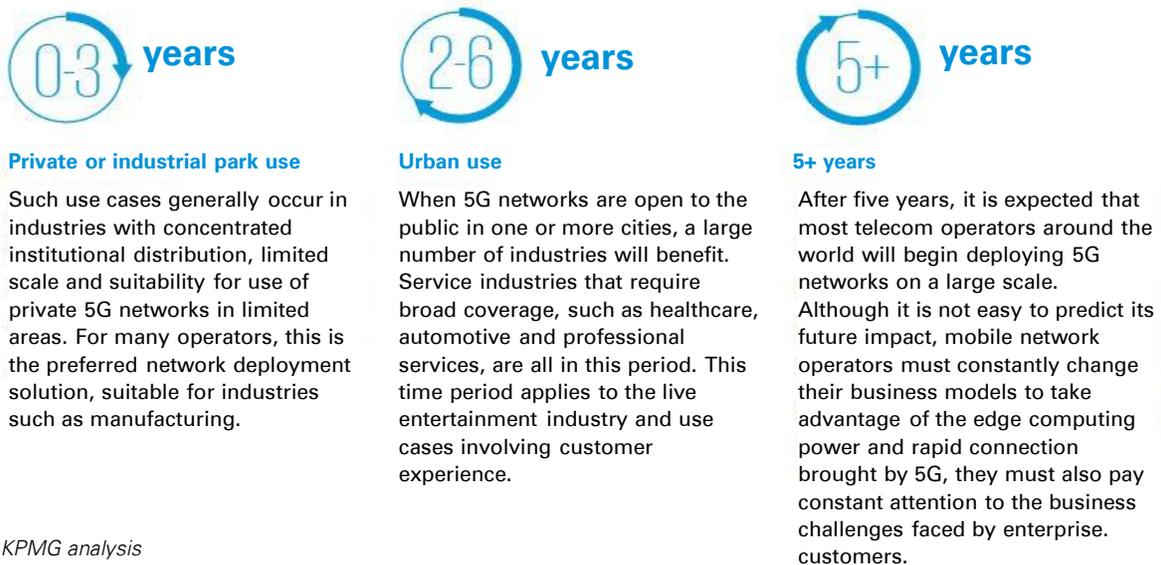 0-3 years
Private or industrial park use
Such use cases generally occur in
industries with concentrated
institutional distribution, limited
scale and suitability for use of
private 5G networks in limited
areas. For many operators, this is
the preferred network deployment
solution, suitable for industries
such as manufacturing.
2-6 years
Urban use
When 5G networks are open to the
public in one or more cities, a large
number of industries will benefit.
Service industries that require
broad coverage, such as healthcare,
automotive and professional
services, are all in this period. This
time period applies to the live
entertainment industry and use
cases involving customer
experience.
5+ years
5+ years
After five years, it is expected that
most telecom operators around the
world will begin deploying 5G
networks on a large scale.
Although it is not easy to predict its
future impact, mobile network
operators must constantly change
their business models to take
advantage of the edge computing
power and rapid connection
brought by 5G, they must also pay
constant attention to the business
challenges faced by enterprise.
customers.
KPMG analysis